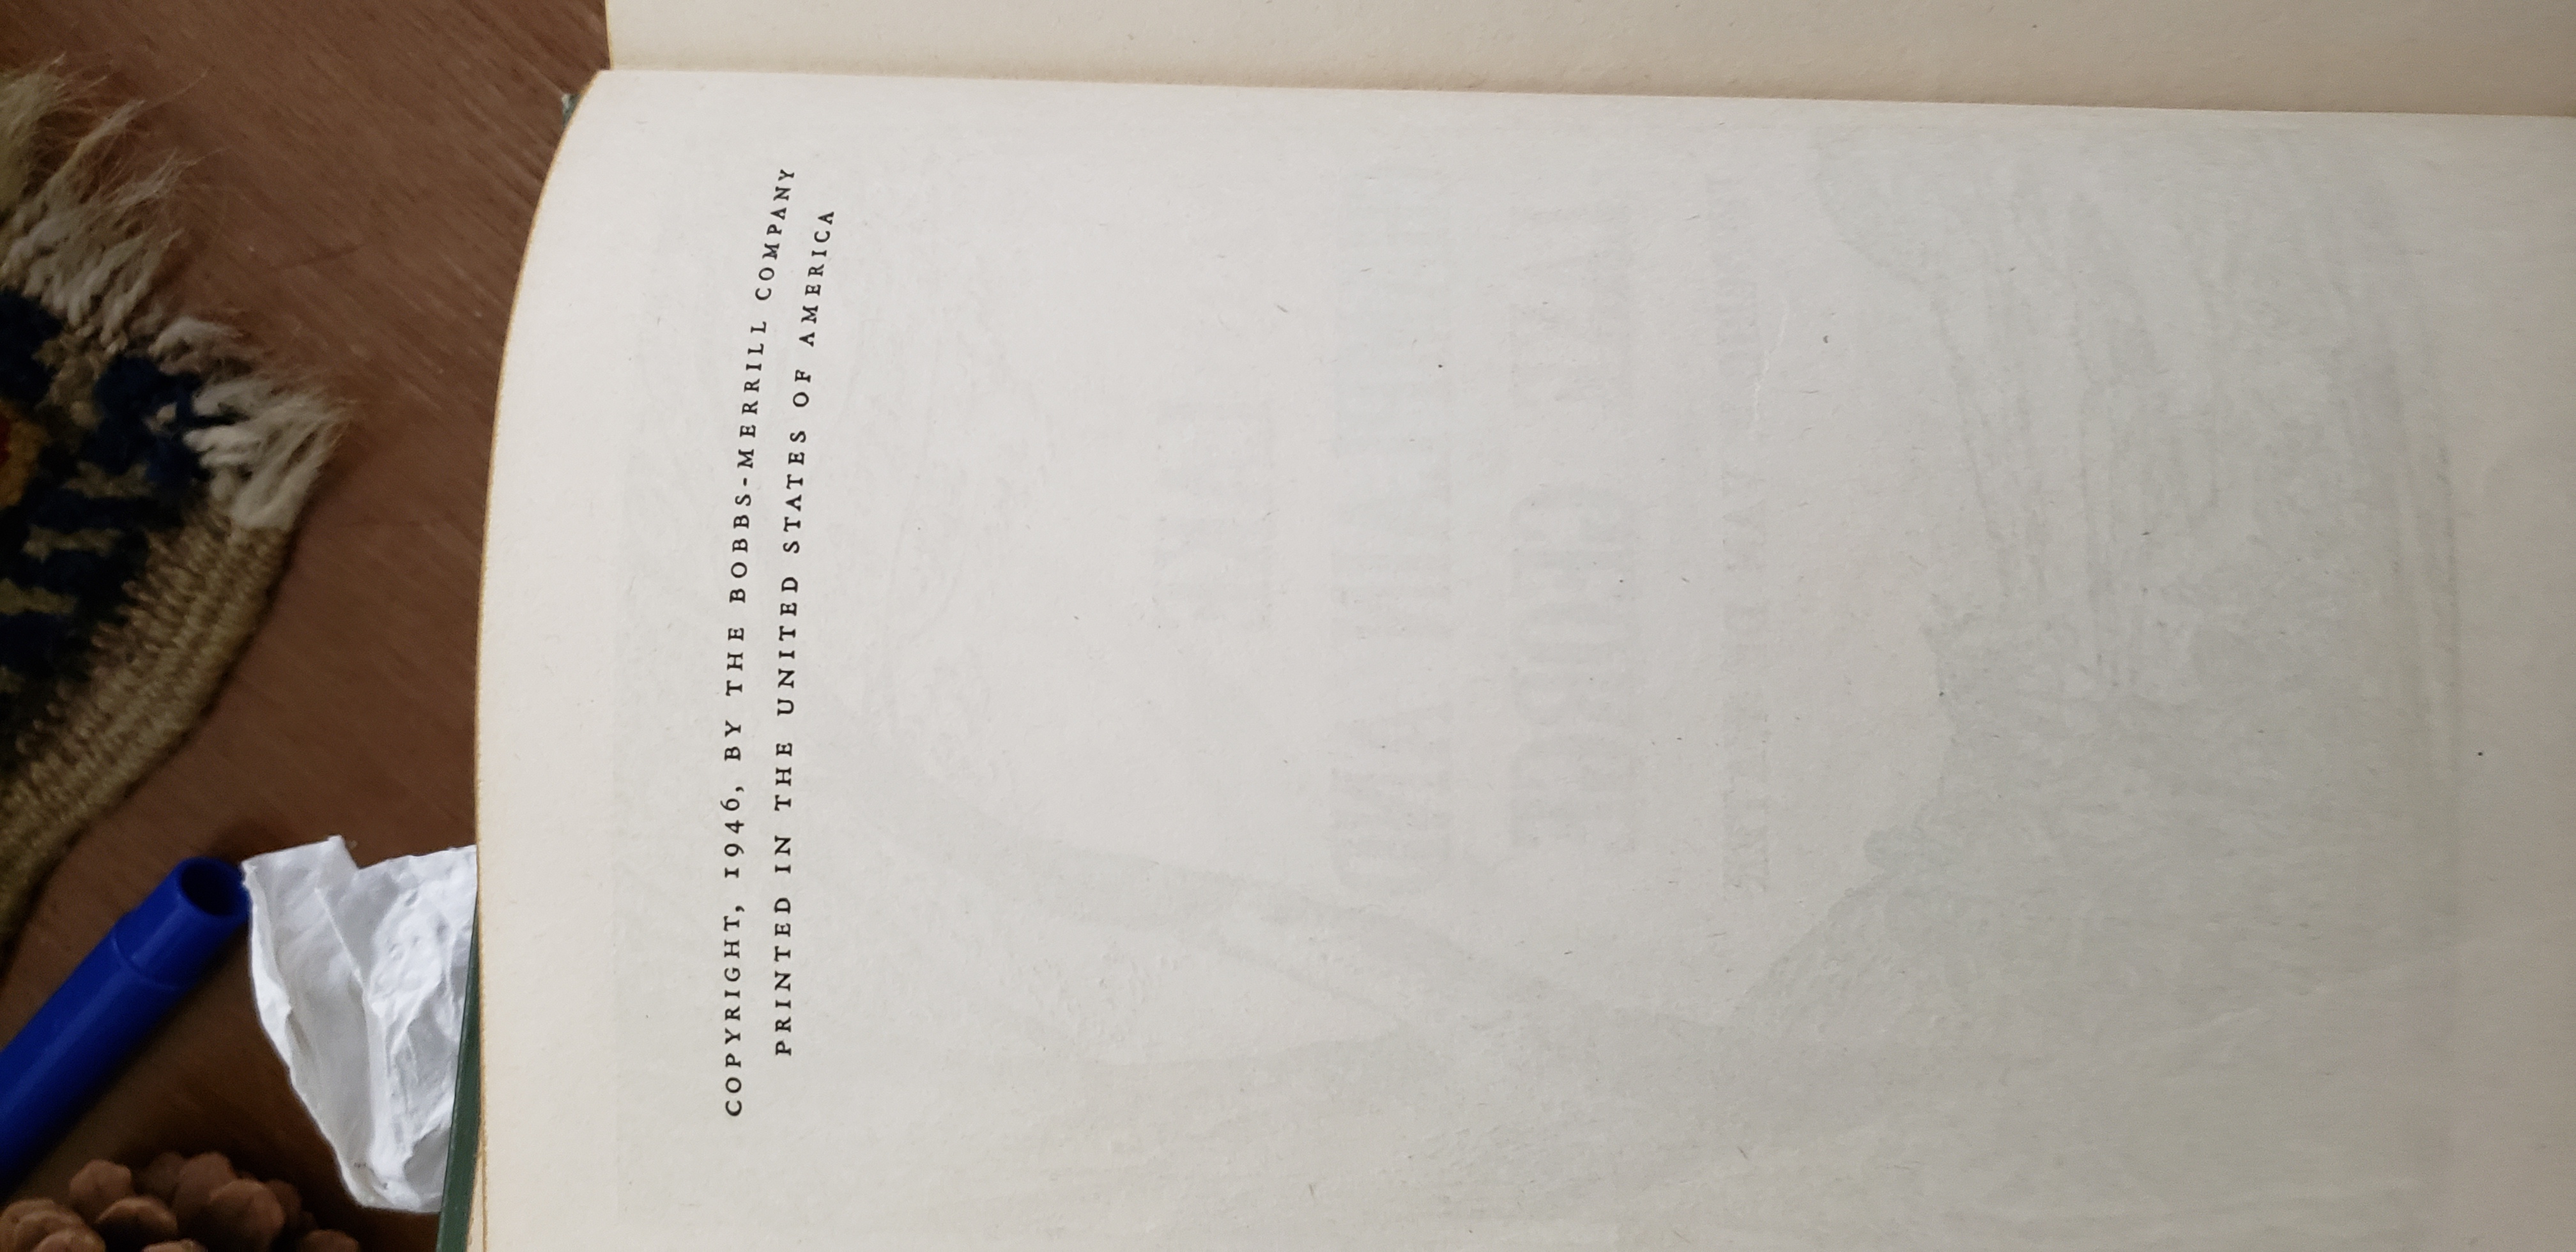 COPYRIGHT, 1946, BY THE BOBBS-MERRILL COMPANY
PRINTED IN THE UNITED STATES OF AMERICA